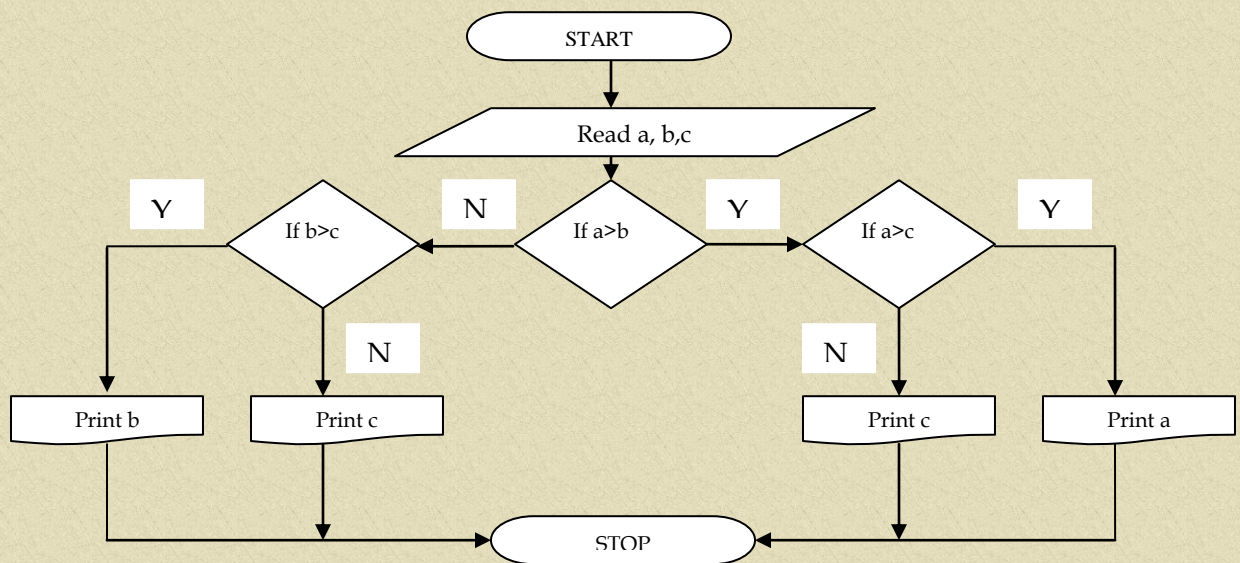 START
Read a, b,c
Y
If b>c
N
If a>b
Y
If a>c
Y
N
N
Print b
Print c
Print c
Print a
STOP